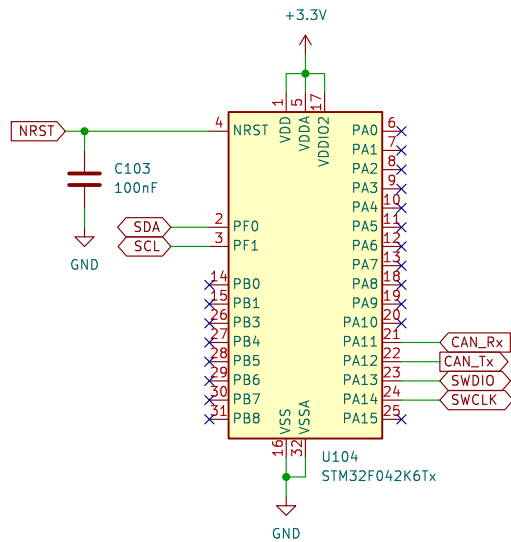 +3.3V
1
5
17
VDD
VDDA
VDDIO2
NRST
4
NRST
PA0
6
PA1
7
C103
PA2
8
100nF
PA3
9
PA4
10
SDA
2
PF0
PA5
11
SCL
3
PF1
PA6
12
GND
PA7
13
14
PB0
PA8
18
15
PB1
PA9
19
26
PB3
PA10
20
27
PB4
PA11
21
CAN_Rx
28
PB5
PA12
22
CAN_Tx
29
PB6
PA13
23
SWDIO
30
PB7
PA14
24
SWCLK
31
PB8
PA15
25
VSS
VSSA
16
32
U104
STM32F042K6Tx
GND